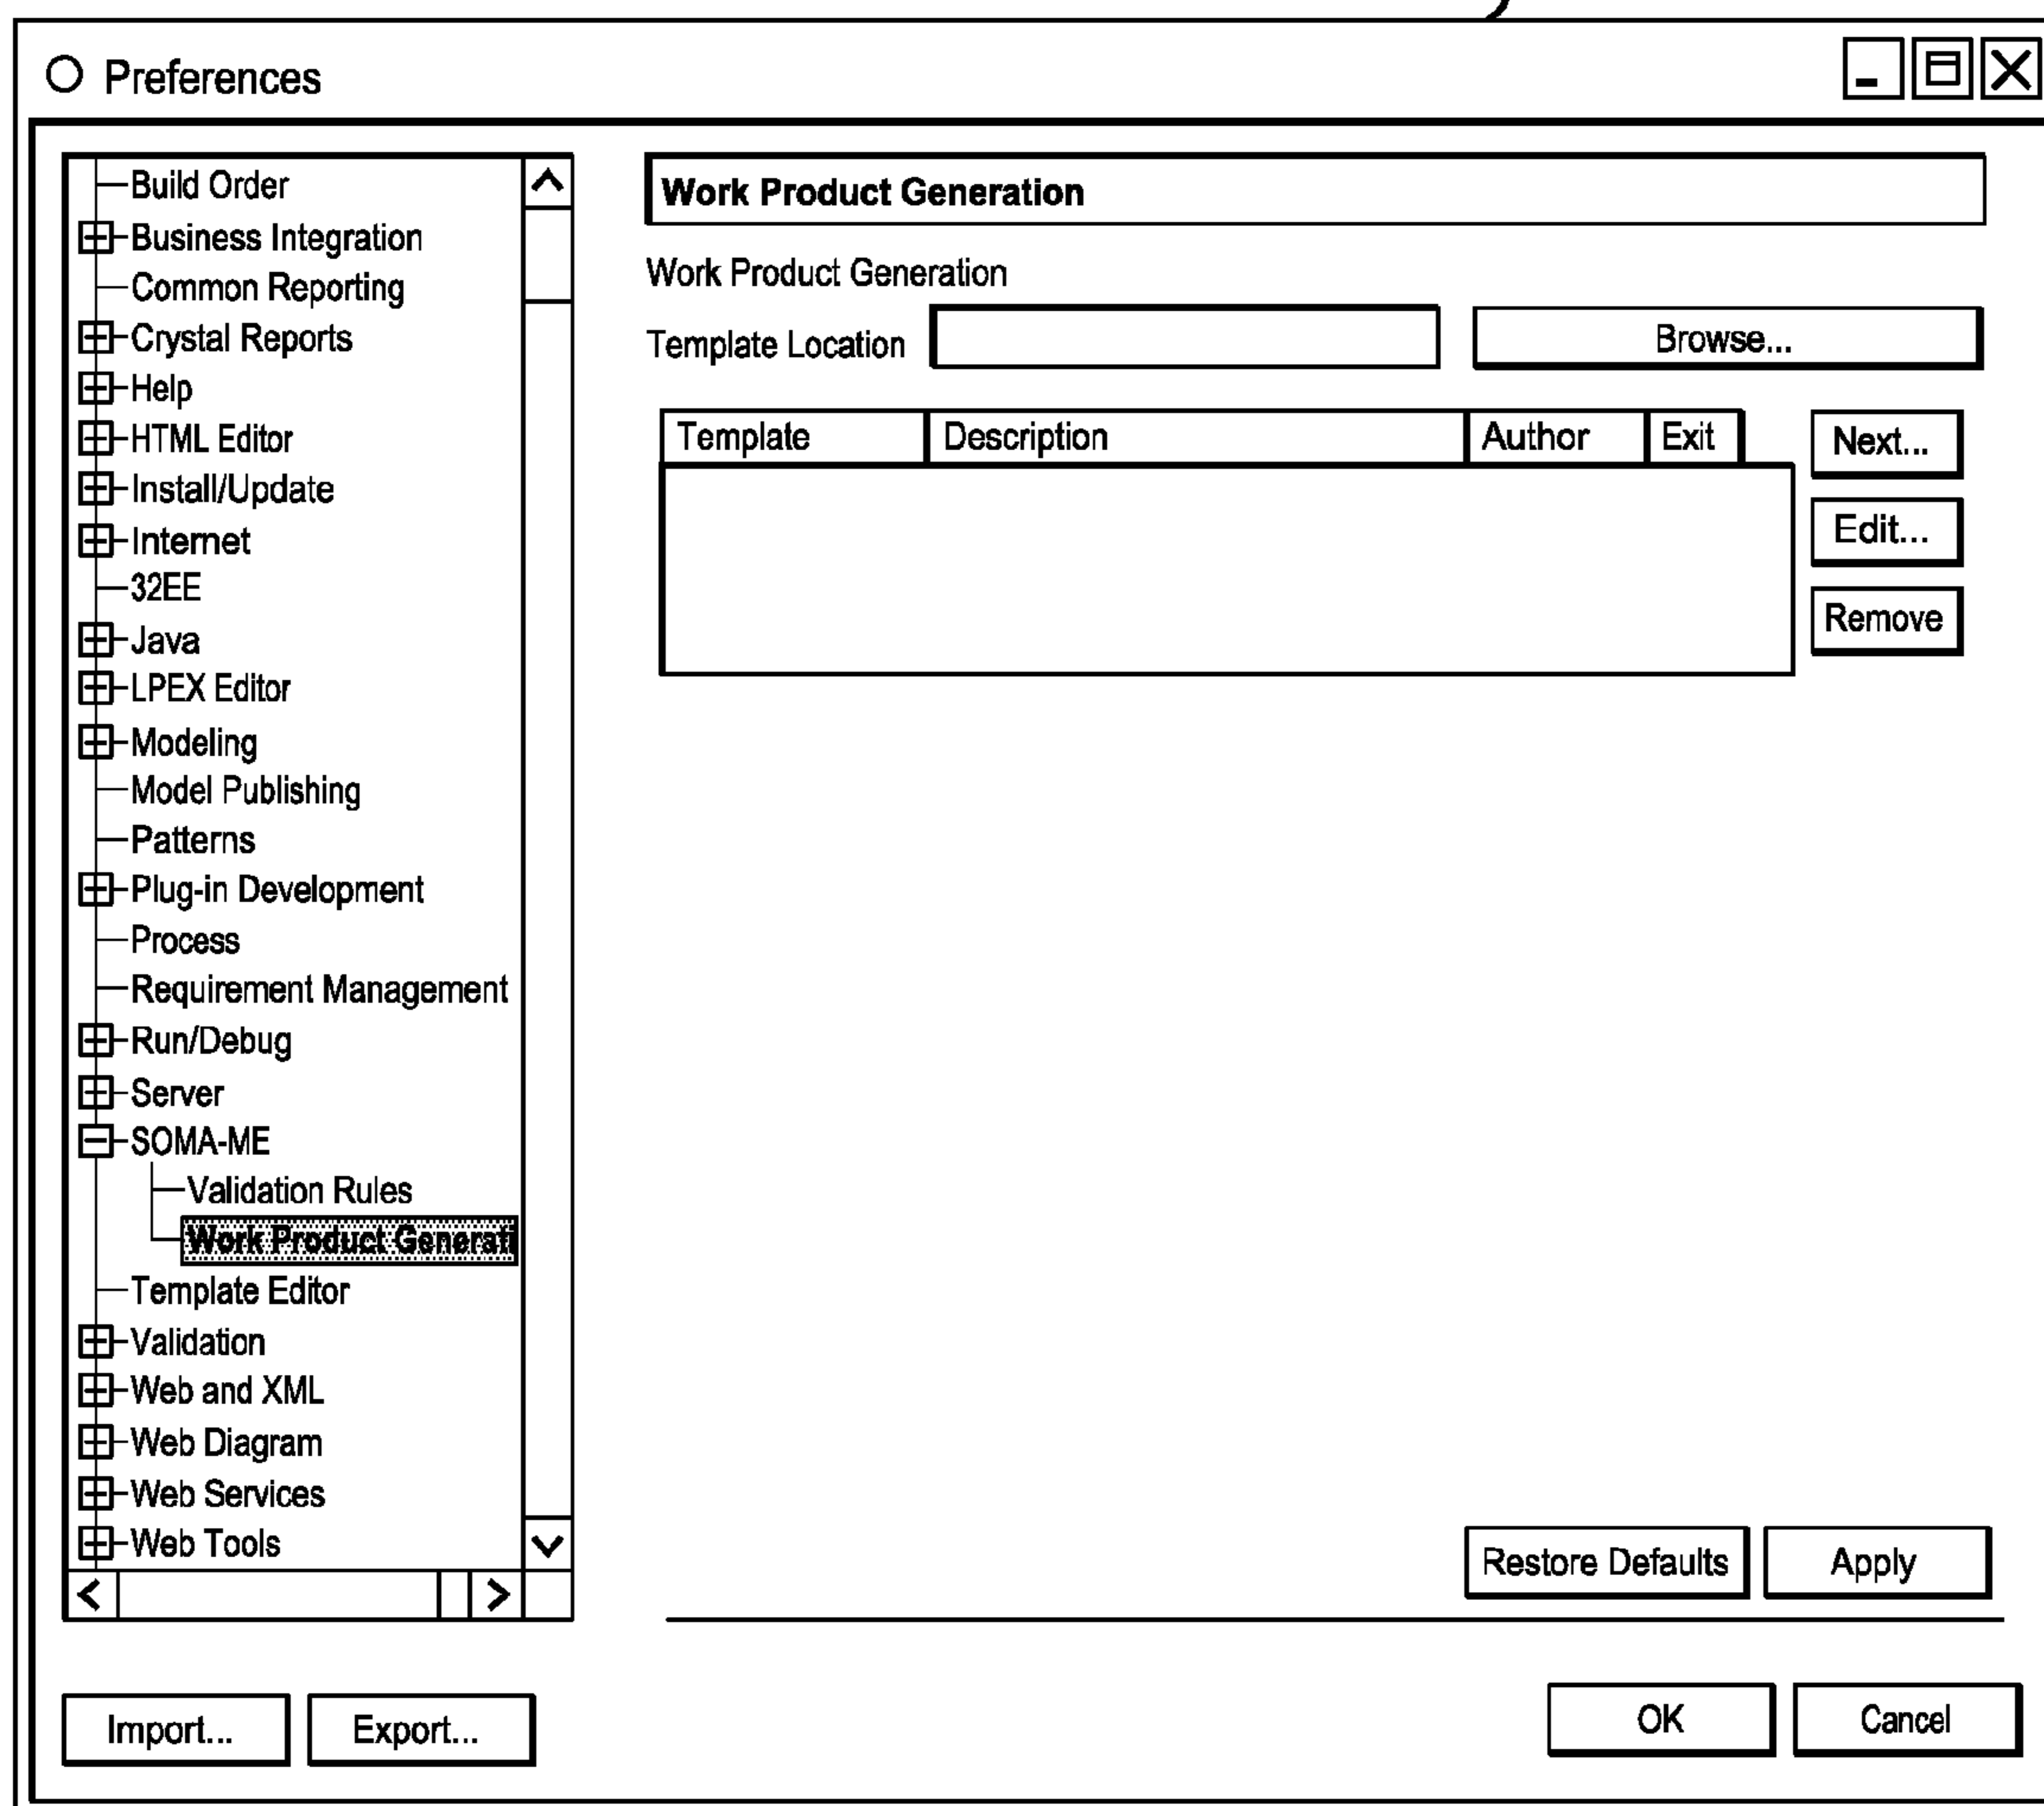 Preferences
Build Order
Business Integration
Common Reporting
Crystal Reports
Help
HTML Editor
Install/Update
Internet
32EE
Java
LPEX Editor
Modeling
Model Publishing
Patterns
Plug-in Development
Process
Requirement Management
Run/Debug
Server
SOMA-ME
Validation Rules
Work Product Generati
Template Editor
Validation
Web and XML
Web Diagram
Web Services
Web Tools
Import... Export...
Work Product Generation
Work Product Generation
Template Location Browse...
Template Description Author Exit Next...
Edit...
Remove
Restore Defaults Apply
OK Cancel